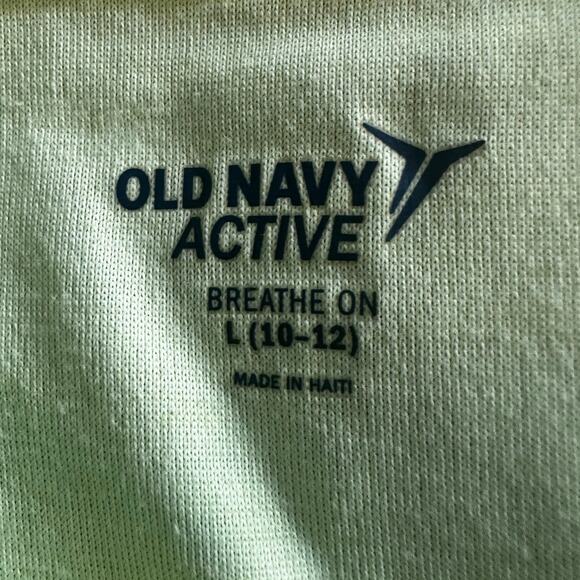 OLD NAVY
ACTIVE
BREATHE ON
L (10-12)
MADE IN HAITI